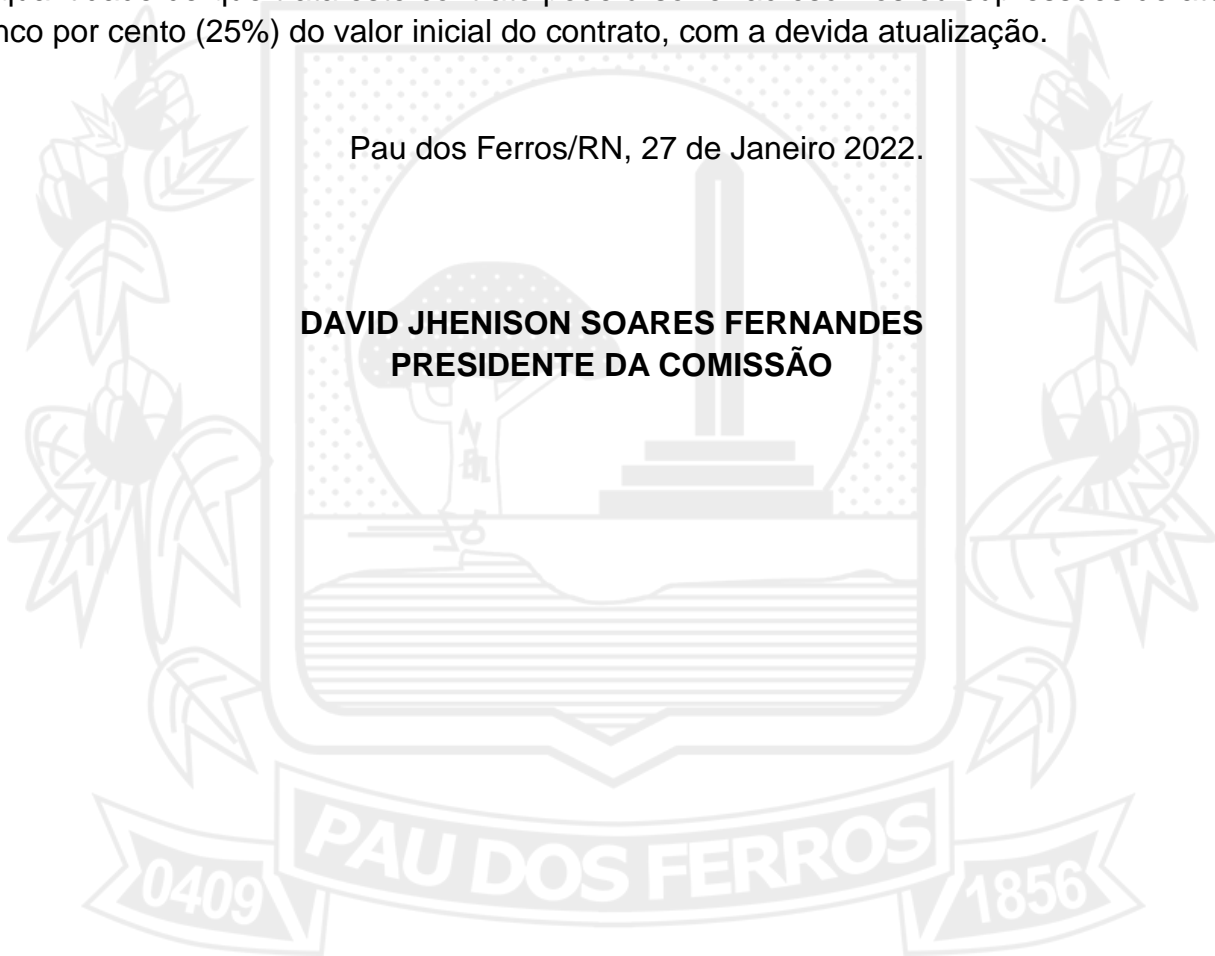 nco por cento (25%) do valor inicial do contrato, com a devida atualização.
Pau dos Ferros/RN, 27 de Janeiro 2022.
DAVID JHENISON SOARES FERNANDES
PRESIDENTE DA COMISSÃO
PAU DOS FERROS
0409
1856